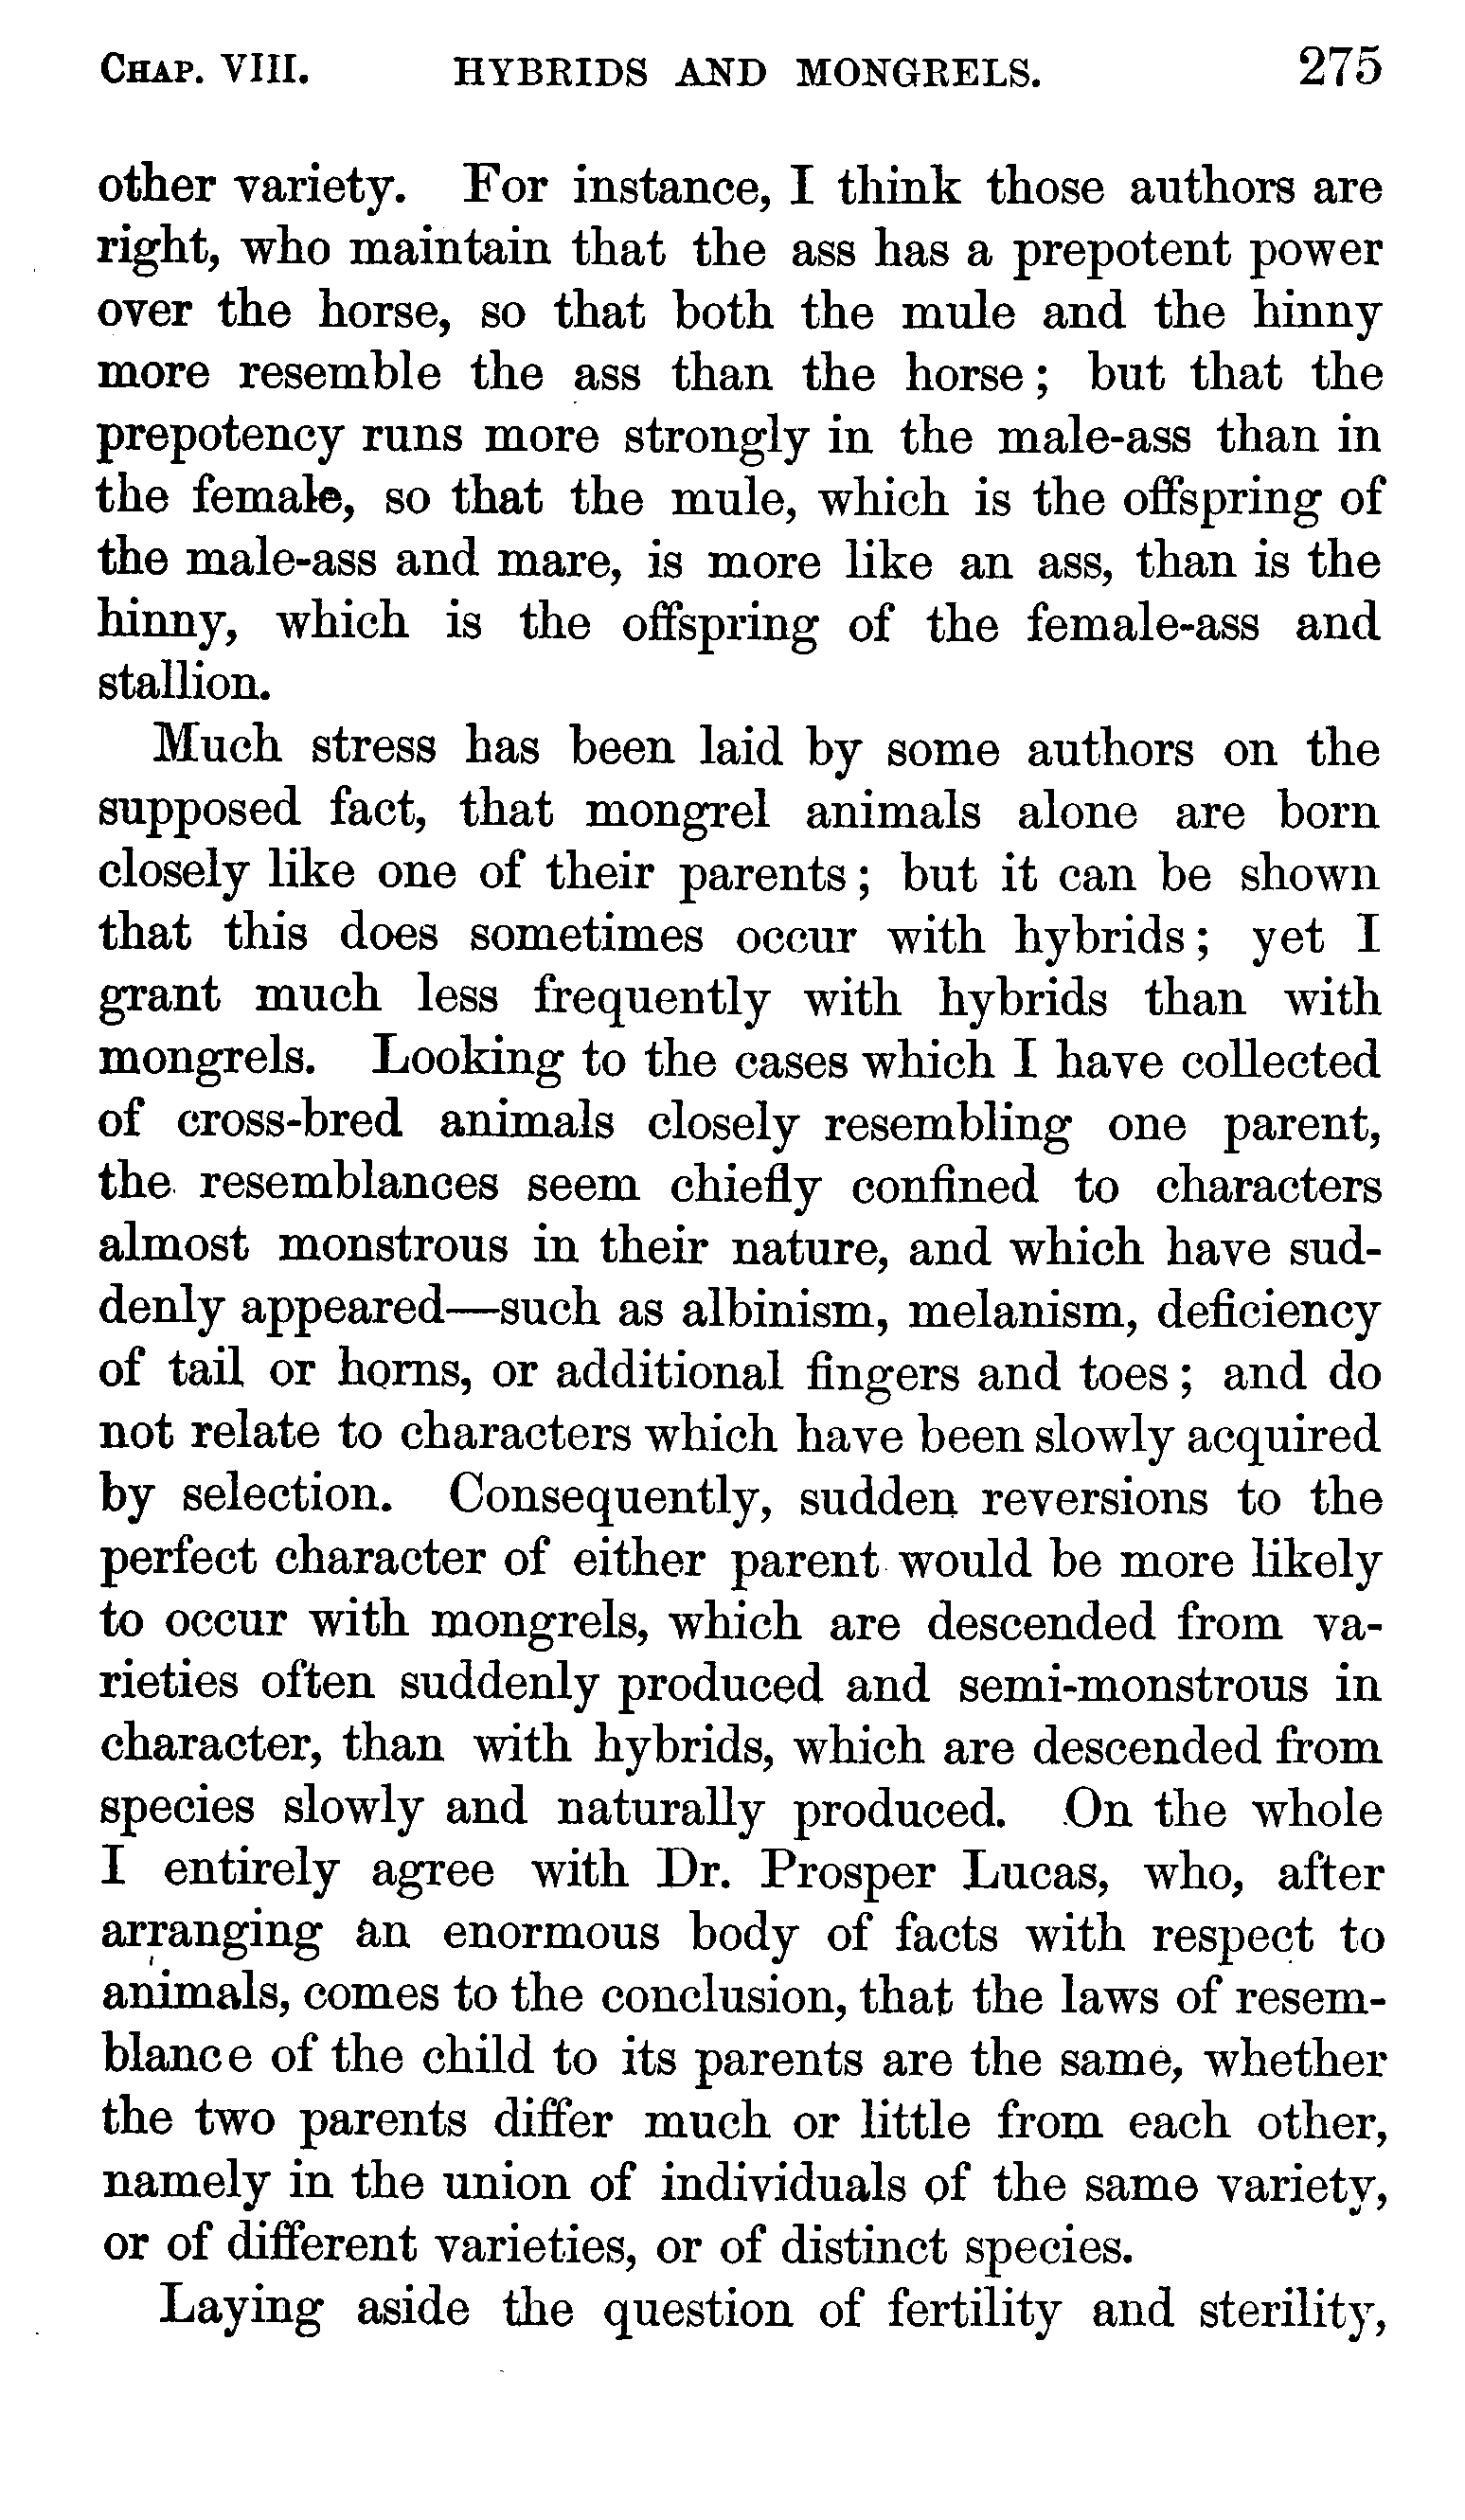 CHAP. VIII. HYBRIDS AND MONGRELS. 275
other variety. For instance, I think those authors are
right, who maintain that the ass has a prepotent power
over the horse, so that both the mule and the hinny
more resemble the ass than the horse; but that the
prepotency runs more strongly in the male-ass than in
the female, so that the mule, which is the offspring of
the male-ass and mare, is more like an ass, than is the
hinny, which is the offspring of the female-ass and
stallion.
Much stress has been laid by some authors on the
supposed fact, that mongrel animals alone are born
closely like one of their parents; but it can be shown
that this does sometimes occur with hybrids; yet I
grant much less frequently with hybrids than with
mongrels. Looking to the cases which I have collected
of cross-bred animals closely resembling one parent,
the resemblances seem chiefly confined to characters
almost monstrous in their nature, and which have sud-
denly appeared—such as albinism, melanism, deficiency
of tail or horns, or additional fingers and toes; and do
not relate to characters which have been slowly acquired
by selection. Consequently, sudden reversions to the
perfect character of either parent would be more likely
to occur with mongrels, which are descended from va-
rieties often suddenly produced and semi-monstrous in
character, than with hybrids, which are descended from
species slowly and naturally produced. On the whole
I entirely agree with Dr. Prosper Lucas, who, after
arranging an enormous body of facts with respect to
animals, comes to the conclusion, that the laws of resem-
blance of the child to its parents are the same, whether
the two parents differ much or little from each other,
namely in the union of individuals of the same variety,
or of different varieties, or of distinct species.
Laying aside the question of fertility and sterility,